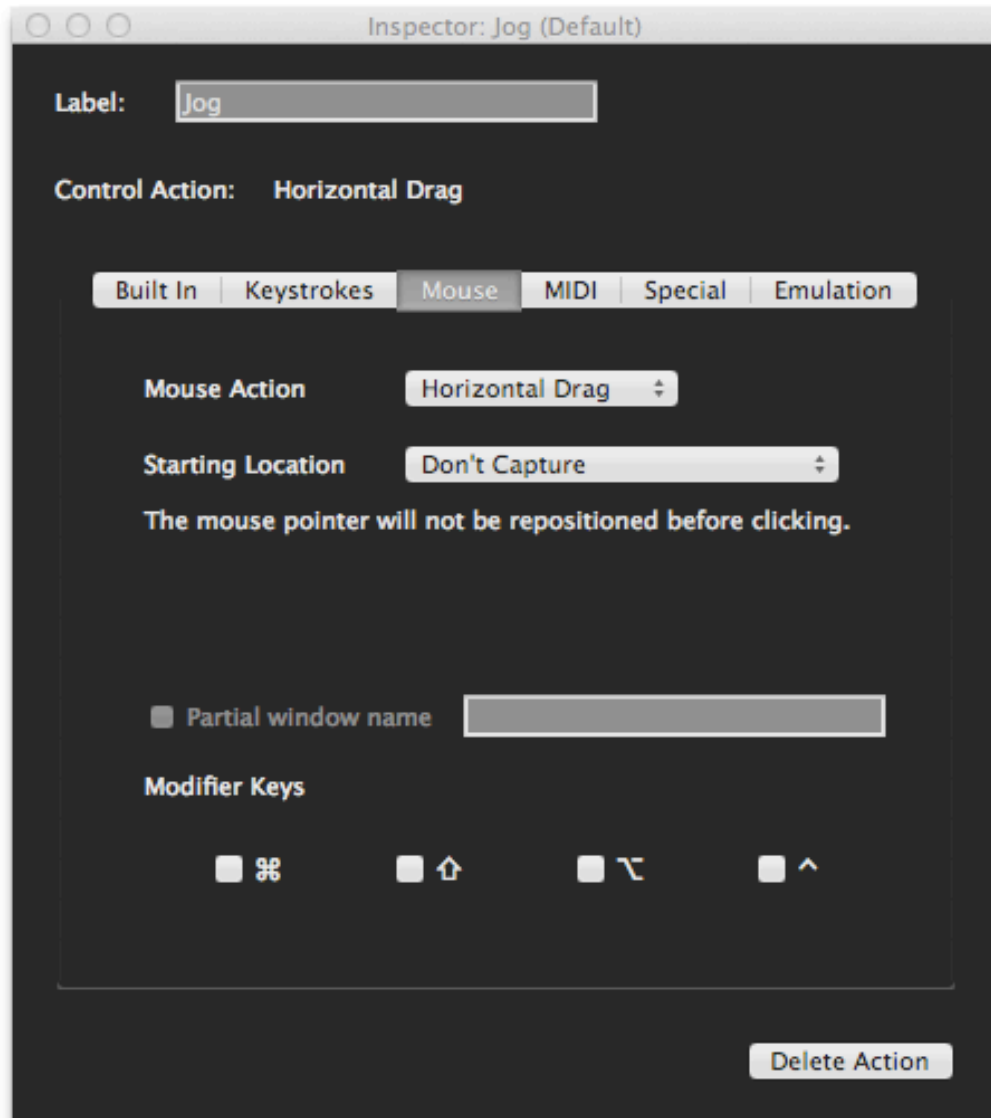 Inspector: Jog (Default)
Label: Jog
Control Action: Horizontal Drag
Built In Keystrokes Mouse MIDI Special Emulation
Mouse Action Horizontal Drag
Starting Location Don't Capture
The mouse pointer will not be repositioned before clicking.
Partial window name
Modifier Keys
⌘ ⇧ ⌥ ^
Delete Action